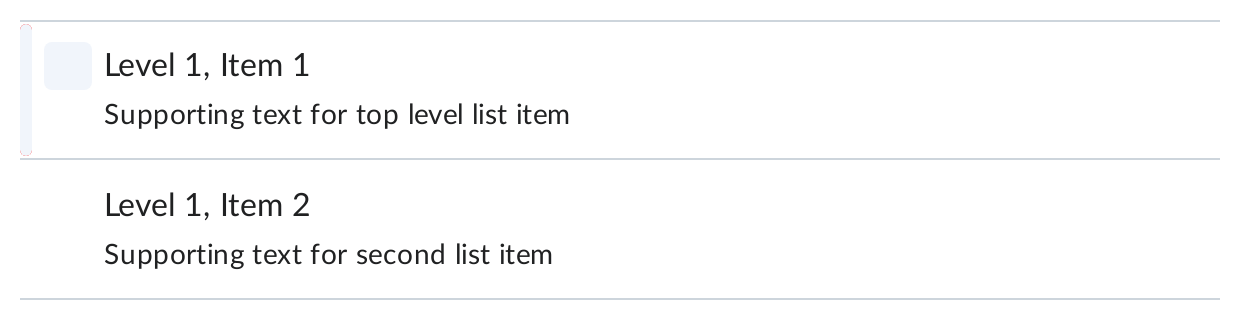 Level 1, Item 1
Supporting text for top level list item
Level 1, Item 2
Supporting text for second list item